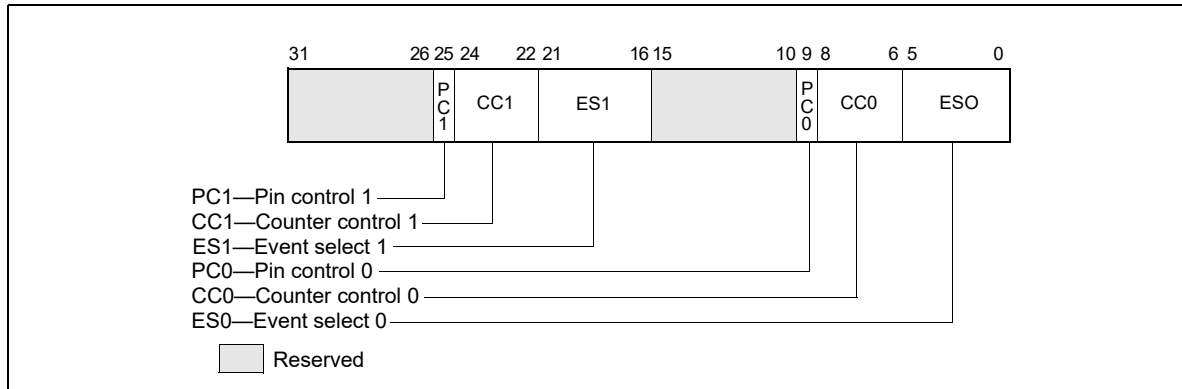 31 26 25 24 22 21 16 15 10 9 8 6 5 0
P
C
1
CC1 ES1
P
C
0
CC0 ESO
PC1—Pin control 1
CC1—Counter control 1
ES1—Event select 1
PC0—Pin control 0
CC0—Counter control 0
ES0—Event select 0
Reserved